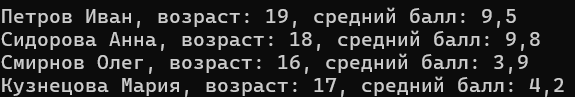 Петров Иван, возраст: 19, средний балл: 9,5
Сидорова Анна, возраст: 18, средний балл: 9,8
Смирнов Олег, возраст: 16, средний балл: 3,9
Кузнецова Мария, возраст: 17, средний балл: 4,2